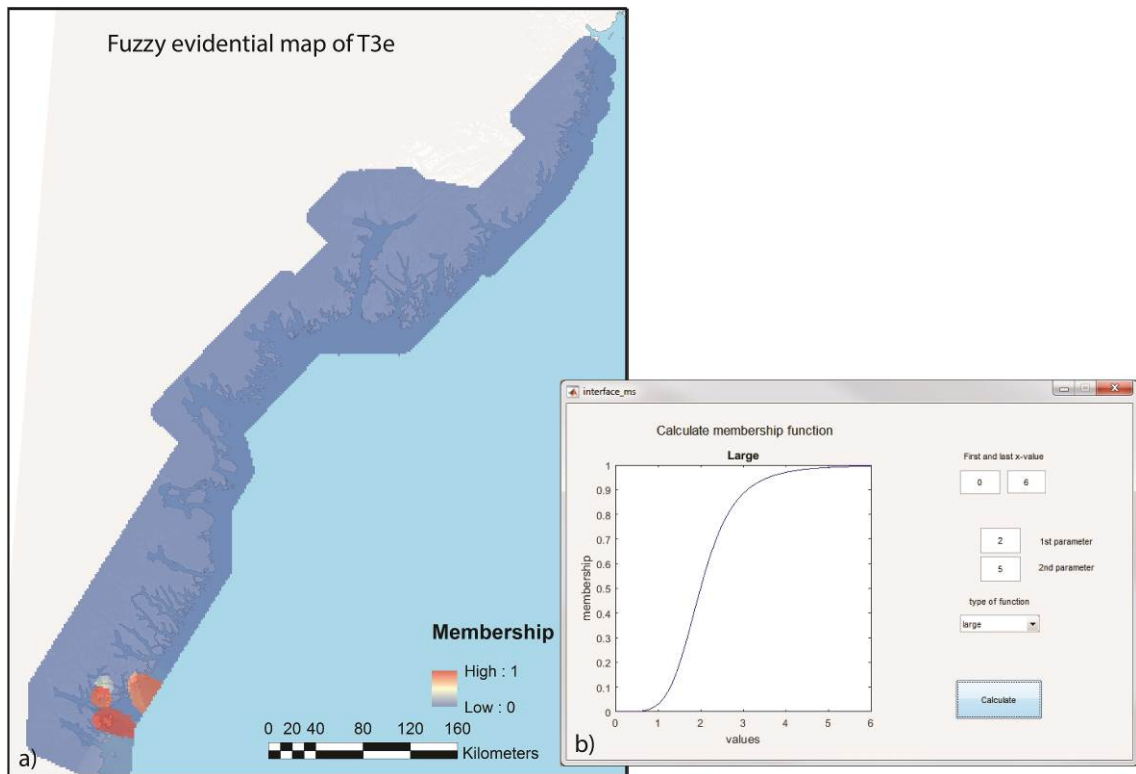 Fuzzy evidential map of T3e
Membership
High : 1
Low : 0
0 20 40 80 120 160
Kilometers
a)
interface_ms
Calculate membership function
Large
1
0.9
0.8
0.7
0.6
0.5
0.4
0.3
0.2
0.1
0
membership
0 1 2 3 4 5 6
values
First and last x-value
0 6
2 1st parameter
5 2nd parameter
type of function
large
Calculate
b)